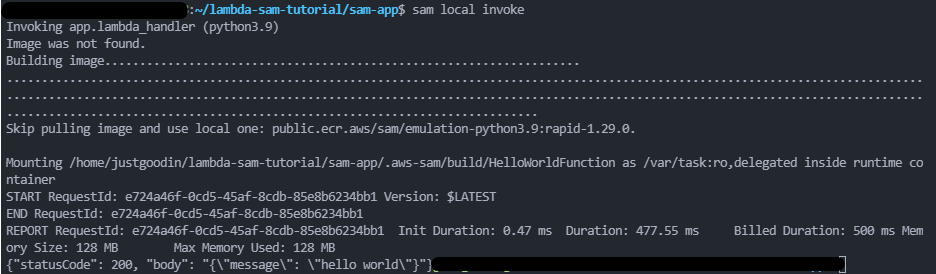 :~/lambda-sam-tutorial/sam-app$ sam local invoke
Invoking app.lambda_handler (python3.9)
Image was not found.
Building image....................................................................
...................................................................................................................................
...................................................................................................................................
............................................................................
Skip pulling image and use local one: public.ecr.aws/sam/emulation-python3.9:rapid-1.29.0.
Mounting /home/justgoodin/lambda-sam-tutorial/sam-app/.aws-sam/build/HelloWorldFunction as /var/task:ro,delegated inside runtime co
ntainer
START RequestId: e724a46f-0cd5-45af-8cdb-85e8b6234bb1 Version: $LATEST
END RequestId: e724a46f-0cd5-45af-8cdb-85e8b6234bb1
REPORT RequestId: e724a46f-0cd5-45af-8cdb-85e8b6234bb1  Init Duration: 0.47 ms  Duration: 477.55 ms     Billed Duration: 500 ms Mem
ory Size: 128 MB        Max Memory Used: 128 MB
{"statusCode": 200, "body": "{\"message\": \"hello world\"}"}